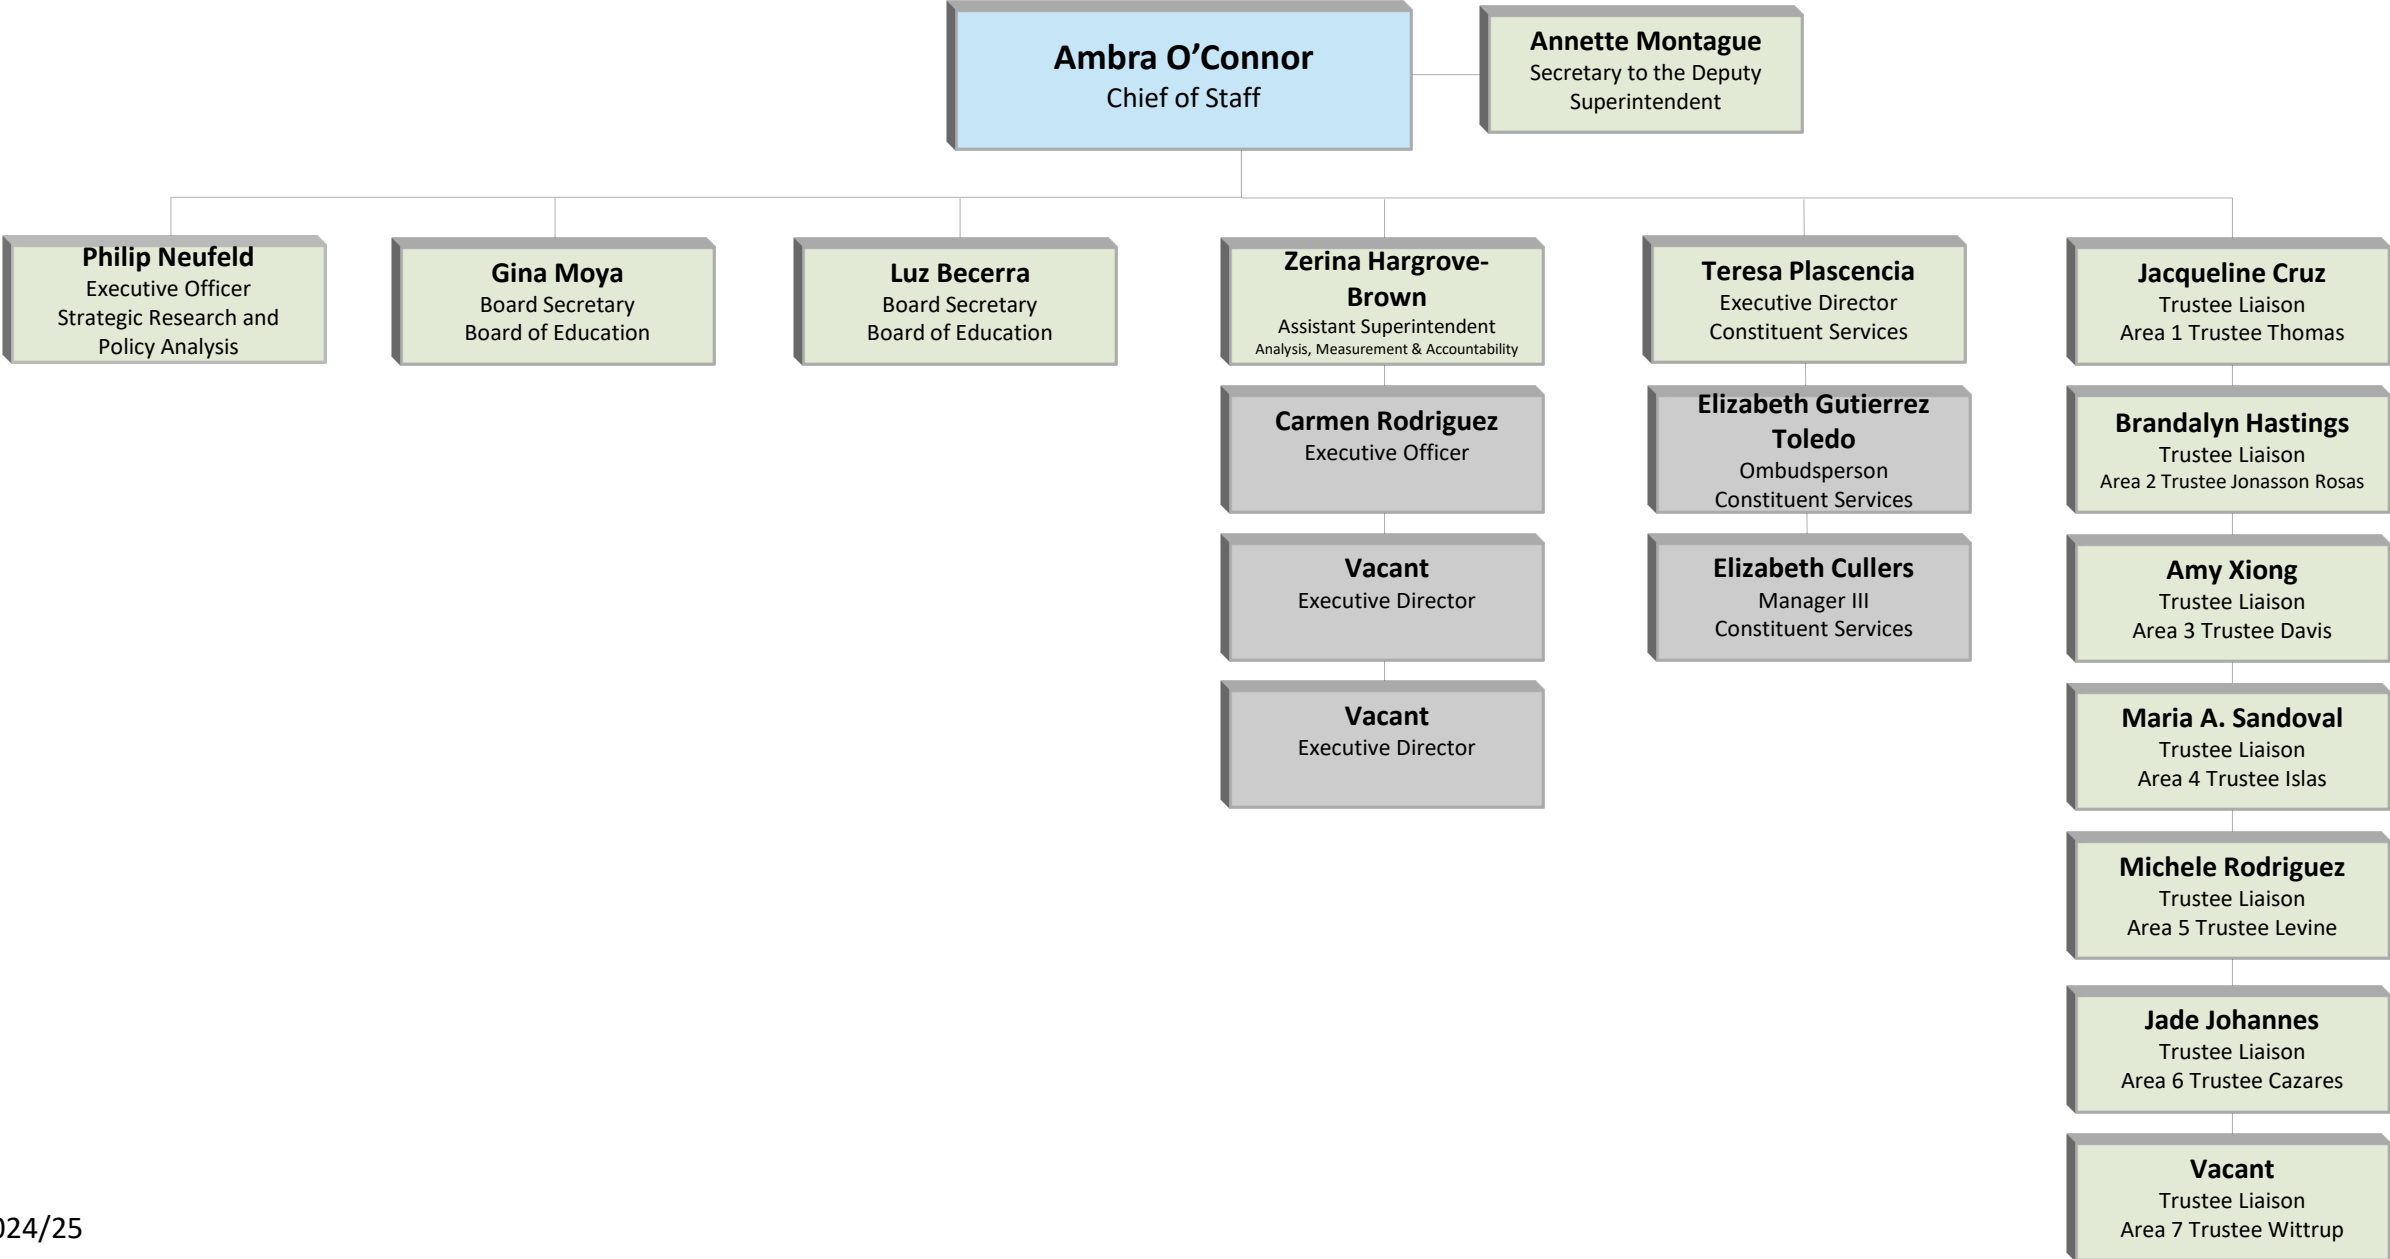 Ambra O’Connor
Chief of Staff
Annette Montague
Secretary to the Deputy
Superintendent
Philip Neufeld
Executive Officer
Strategic Research and
Policy Analysis
Gina Moya
Board Secretary
Board of Education
Luz Becerra
Board Secretary
Board of Education
Zerina Hargrove-
Brown
Assistant Superintendent
Analysis, Measurement & Accountability
Carmen Rodriguez
Executive Officer
Vacant
Executive Director
Vacant
Executive Director
Teresa Plascencia
Executive Director
Constituent Services
Elizabeth Gutierrez
Toledo
Ombudsperson
Constituent Services
Elizabeth Cullers
Manager III
Constituent Services
Jacqueline Cruz
Trustee Liaison
Area 1 Trustee Thomas
Brandalyn Hastings
Trustee Liaison
Area 2 Trustee Jonasson Rosas
Amy Xiong
Trustee Liaison
Area 3 Trustee Davis
Maria A. Sandoval
Trustee Liaison
Area 4 Trustee Islas
Michele Rodriguez
Trustee Liaison
Area 5 Trustee Levine
Jade Johannes
Trustee Liaison
Area 6 Trustee Cazares
Vacant
Trustee Liaison
Area 7 Trustee Wittrup
024/25